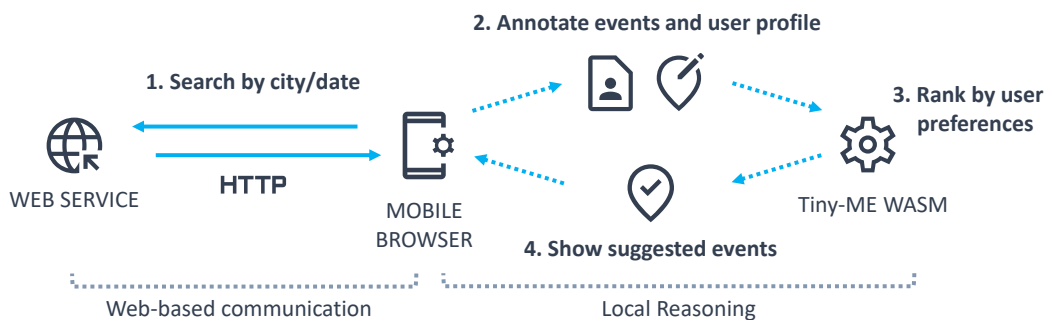 2. Annotate events and user profile
1. Search by city/date
3. Rank by user
preferences
HTTP
WEB SERVICE
MOBILE
BROWSER
Tiny-ME WASM
4. Show suggested events
Web-based communication
Local Reasoning